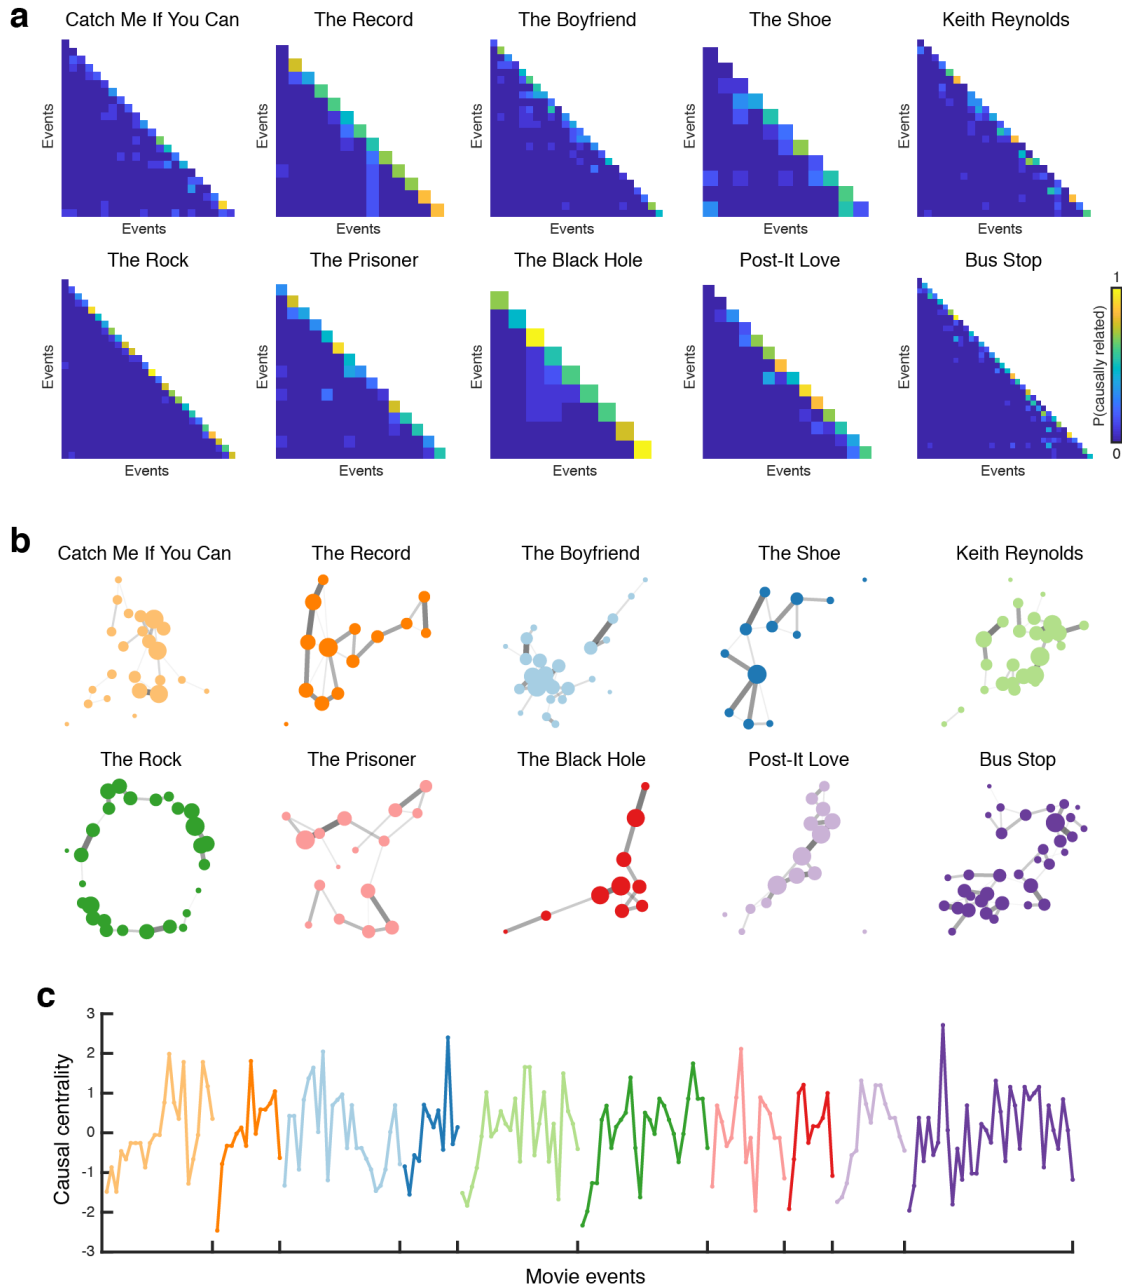 a
Catch Me If You Can
The Record
The Boyfriend
The Shoe
Keith Reynolds
Events
Events
Events
Events
Events
Events
Events
Events
Events
Events
The Rock
The Prisoner
The Black Hole
Post-It Love
Bus Stop
Events
Events
Events
Events
Events
Events
Events
Events
Events
Events
1
P(causally related)
0
b
Catch Me If You Can
The Record
The Boyfriend
The Shoe
Keith Reynolds
The Rock
The Prisoner
The Black Hole
Post-It Love
Bus Stop
c
Causal centrality
3
2
1
0
-1
-2
-3
Movie events